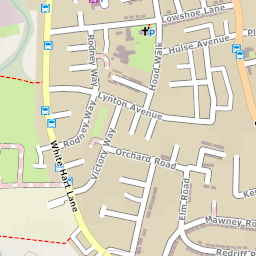 Lowshoe Lane
Rodney Way
Hulse Avenue
Hood Walk
P
Lynton Avenue
Rodney Way
Victory Way
Orchard Road
White Hart Lane
Elm Road
Mawney Ro
Redriff R